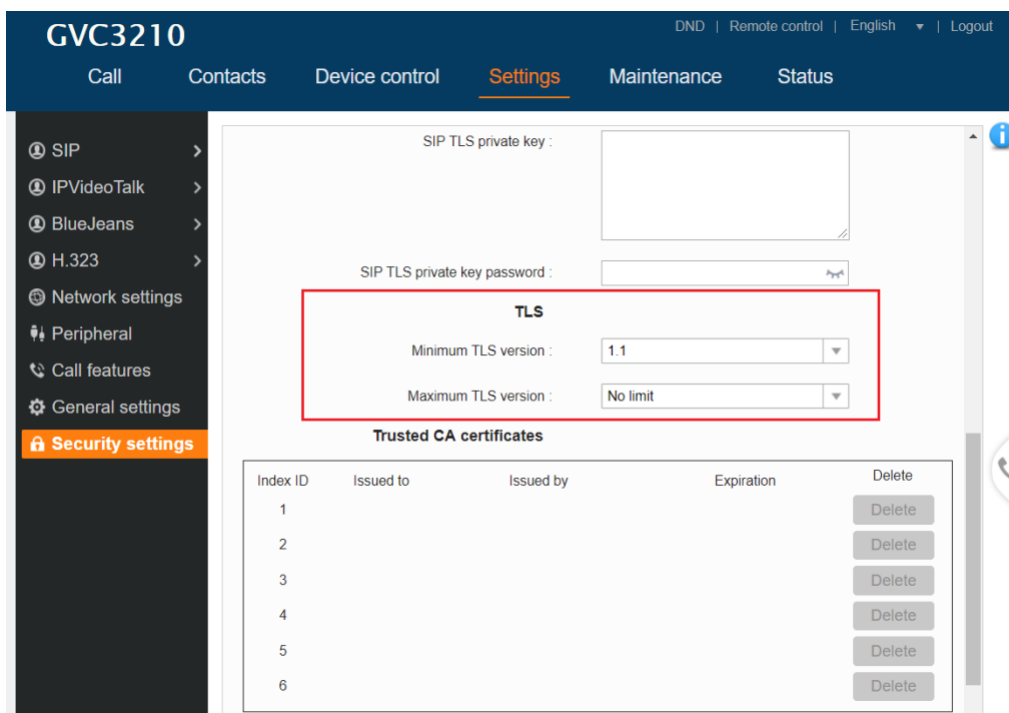 GVC3210
DND | Remote control | English | Logout
Call Contacts Device control Settings Maintenance Status
SIP
IPVideoTalk
BlueJeans
H.323
Network settings
Peripheral
Call features
General settings
Security settings
SIP TLS private key :
SIP TLS private key password :
TLS
Minimum TLS version : 1.1
Maximum TLS version : No limit
Trusted CA certificates
Index ID Issued to Issued by Expiration Delete
1 Delete
2 Delete
3 Delete
4 Delete
5 Delete
6 Delete